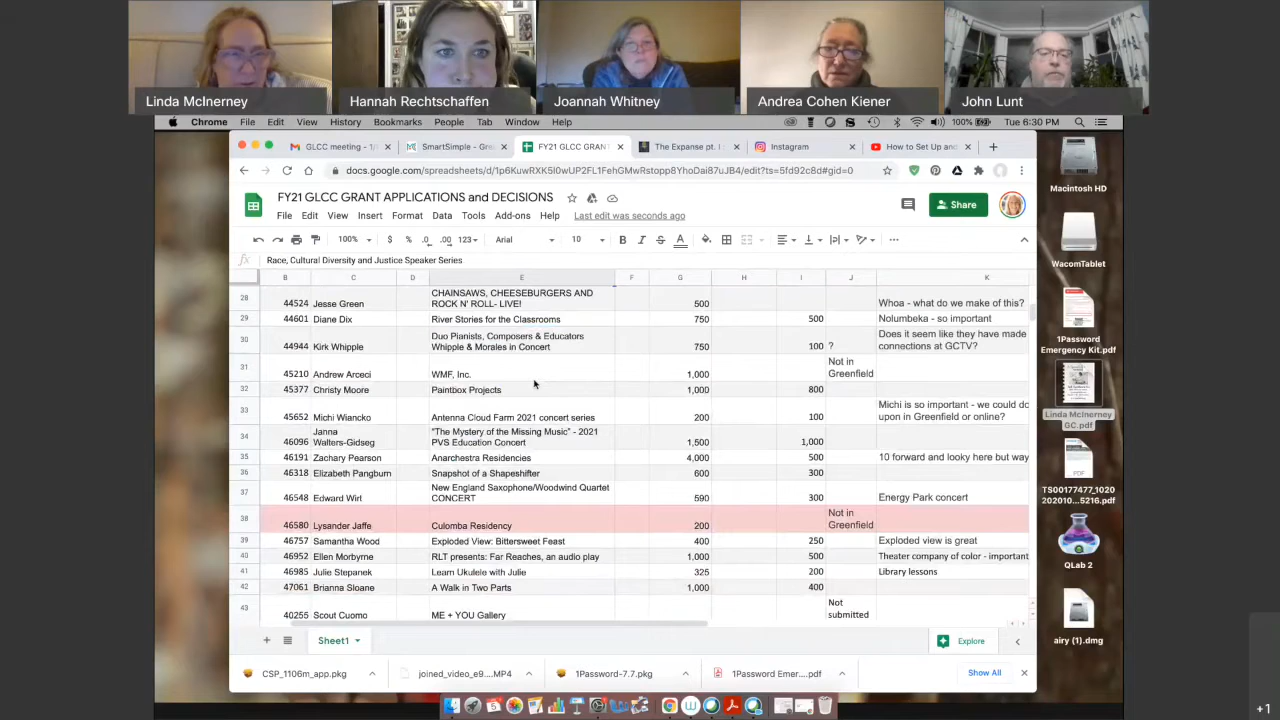 Linda McInerney
Hannah Rechtschaffen
Joannah Whitney
Andrea Cohen Kiener
John Lunt
Chrome File Edit View History Bookmarks People Tab Window Help 100% Tue 6:30 PM
GLCC meeting - 1/
SmartSimple - Gra
FY21 GLCC GRANT
The Expanse pt. I
Instagram
How to Set Up and
docs.google.com/spreadsheets/d/1p6KuwRXK5I0wUP2FL1FehGMwRstopp8YhoDai87uJB4/edit?ts=5fd92c8d#gid=0
FY21 GLCC GRANT APPLICATIONS and DECISIONS
Share
File Edit View Insert Format Data Tools Add-ons Help Last edit was seconds ago
100% $ % .0 .00 123 Arial 10 B I S A
fx Race, Cultural Diversity and Justice Speaker Series
B C D E F G H I J K
28 44524 Jesse Green CHAINSAWS, CHEESEBURGERS AND
ROCK N' ROLL- LIVE! 500 Whoa - what do we make of this?
29 44601 Diane Dix River Stories for the Classrooms 750 500 Nolumbeka - so important
30 44944 Kirk Whipple Duo Pianists, Composers & Educators
Whipple & Morales in Concert 750 100 ? Does it seem like they have made
connections at GCTV?
31 45210 Andrew Arceci WMF, Inc. 1,000 Not in
Greenfield
32 45377 Christy Moore Paintbox Projects 1,000 800
33 45652 Michi Wiancko Antenna Cloud Farm 2021 concert series 200 100 Michi is so important - we could do
upon in Greenfield or online?
34 46096 Janna
Walters-Gidseg "The Mystery of the Missing Music" - 2021
PVS Education Concert 1,500 1,000
35 46191 Zachary Pearson Anarchestra Residencies 4,000 500 10 forward and looky here but way
36 46318 Elizabeth Pangburn Snapshot of a Shapeshifter 600 300
37 46548 Edward Wirt New England Saxophone/Woodwind Quartet
CONCERT 590 300 Energy Park concert
38 46580 Lysander Jaffe Culomba Residency 200 Not in
Greenfield
39 46757 Samantha Wood Exploded View: Bittersweet Feast 400 250 Exploded view is great
40 46952 Ellen Morbyrne RLT presents: Far Reaches, an audio play 1,000 500 Theater company of color - important
41 46985 Julie Stepanek Learn Ukulele with Julie 325 200 Library lessons
42 47061 Brianna Sloane A Walk in Two Parts 1,000 400
43 40255 Scout Cuomo ME + YOU Gallery Not
submitted
Sheet1
Explore
CSP_1106m_app.pkg
joined_video_e9....MP4
1Password-7.7.pkg
1Password Emer....pdf
Show All
Macintosh HD
WacomTablet
1Password
Emergency Kit.pdf
Linda McInerney
GC.pdf
PDF
TS00177477_1020
202010...5216.pdf
QLab 2
airy (1).dmg
+1